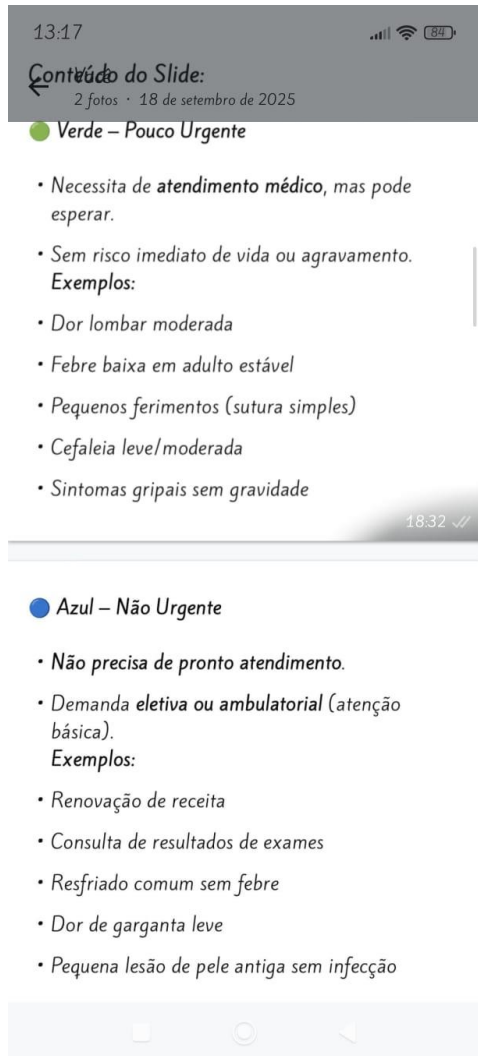 13:17
84
Conteúdo do Slide:
2 fotos · 18 de setembro de 2025
🟢 Verde – Pouco Urgente
• Necessita de atendimento médico, mas pode
esperar.
• Sem risco imediato de vida ou agravamento.
Exemplos:
• Dor lombar moderada
• Febre baixa em adulto estável
• Pequenos ferimentos (sutura simples)
• Cefaleia leve/moderada
• Sintomas gripais sem gravidade
18:32
🔵 Azul – Não Urgente
• Não precisa de pronto atendimento.
• Demanda eletiva ou ambulatorial (atenção
básica).
Exemplos:
• Renovação de receita
• Consulta de resultados de exames
• Resfriado comum sem febre
• Dor de garganta leve
• Pequena lesão de pele antiga sem infecção